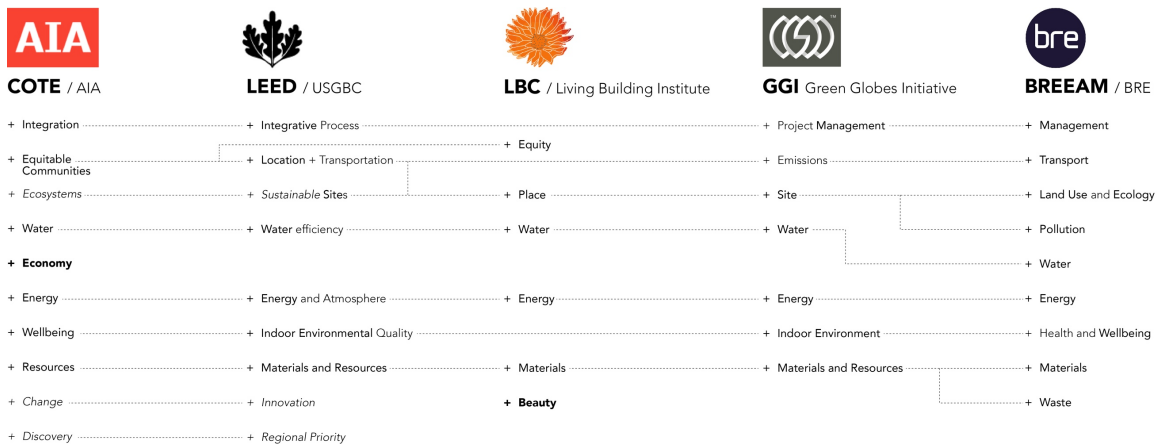 AIA
bre
™
COTE / AIA
LEED / USGBC
LBC / Living Building Institute
GGI Green Globes Initiative
BREEAM / BRE
+ Integration
+ Integrative Process
+ Project Management
+ Management
+ Equity
+ Equitable
Communities
+ Location + Transportation
+ Emissions
+ Transport
+ Ecosystems
+ Sustainable Sites
+ Place
+ Site
+ Land Use and Ecology
+ Water
+ Water efficiency
+ Water
+ Water
+ Pollution
+ Economy
+ Water
+ Energy
+ Energy and Atmosphere
+ Energy
+ Energy
+ Energy
+ Wellbeing
+ Indoor Environmental Quality
+ Indoor Environment
+ Health and Wellbeing
+ Resources
+ Materials and Resources
+ Materials
+ Materials and Resources
+ Materials
+ Change
+ Innovation
+ Beauty
+ Waste
+ Discovery
+ Regional Priority